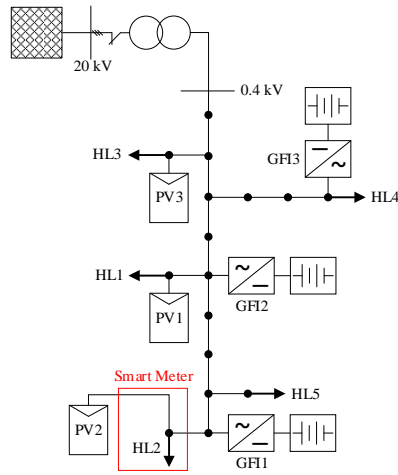 20 kV
0.4 kV
HL3
PV3
GFI3
HL4
HL1
PV1
GFI2
Smart Meter
PV2
HL2
HL5
GFI1